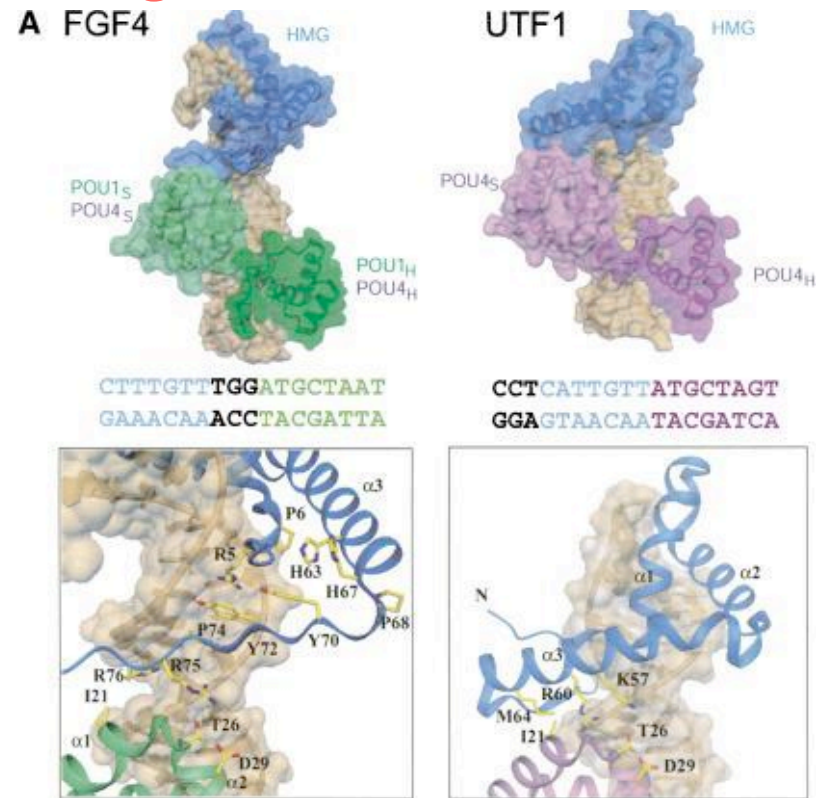 A FGF4
HMG
POU1S
POU4S
POU1H
POU4H
CTTTGTTTGGATGCTAAT
GAAACAAACCTACGATTA
UTF1
HMG
POU4S
POU4H
CCTCATTGTTATGCTAGT
GGAGTAACAATACGATCA
α3
P6
R5
H63
H67
P68
P74
Y72
Y70
R76
R75
I21
T26
α1
D29
α2
α1
α2
N
α3
K57
R60
M64
I21
T26
D29